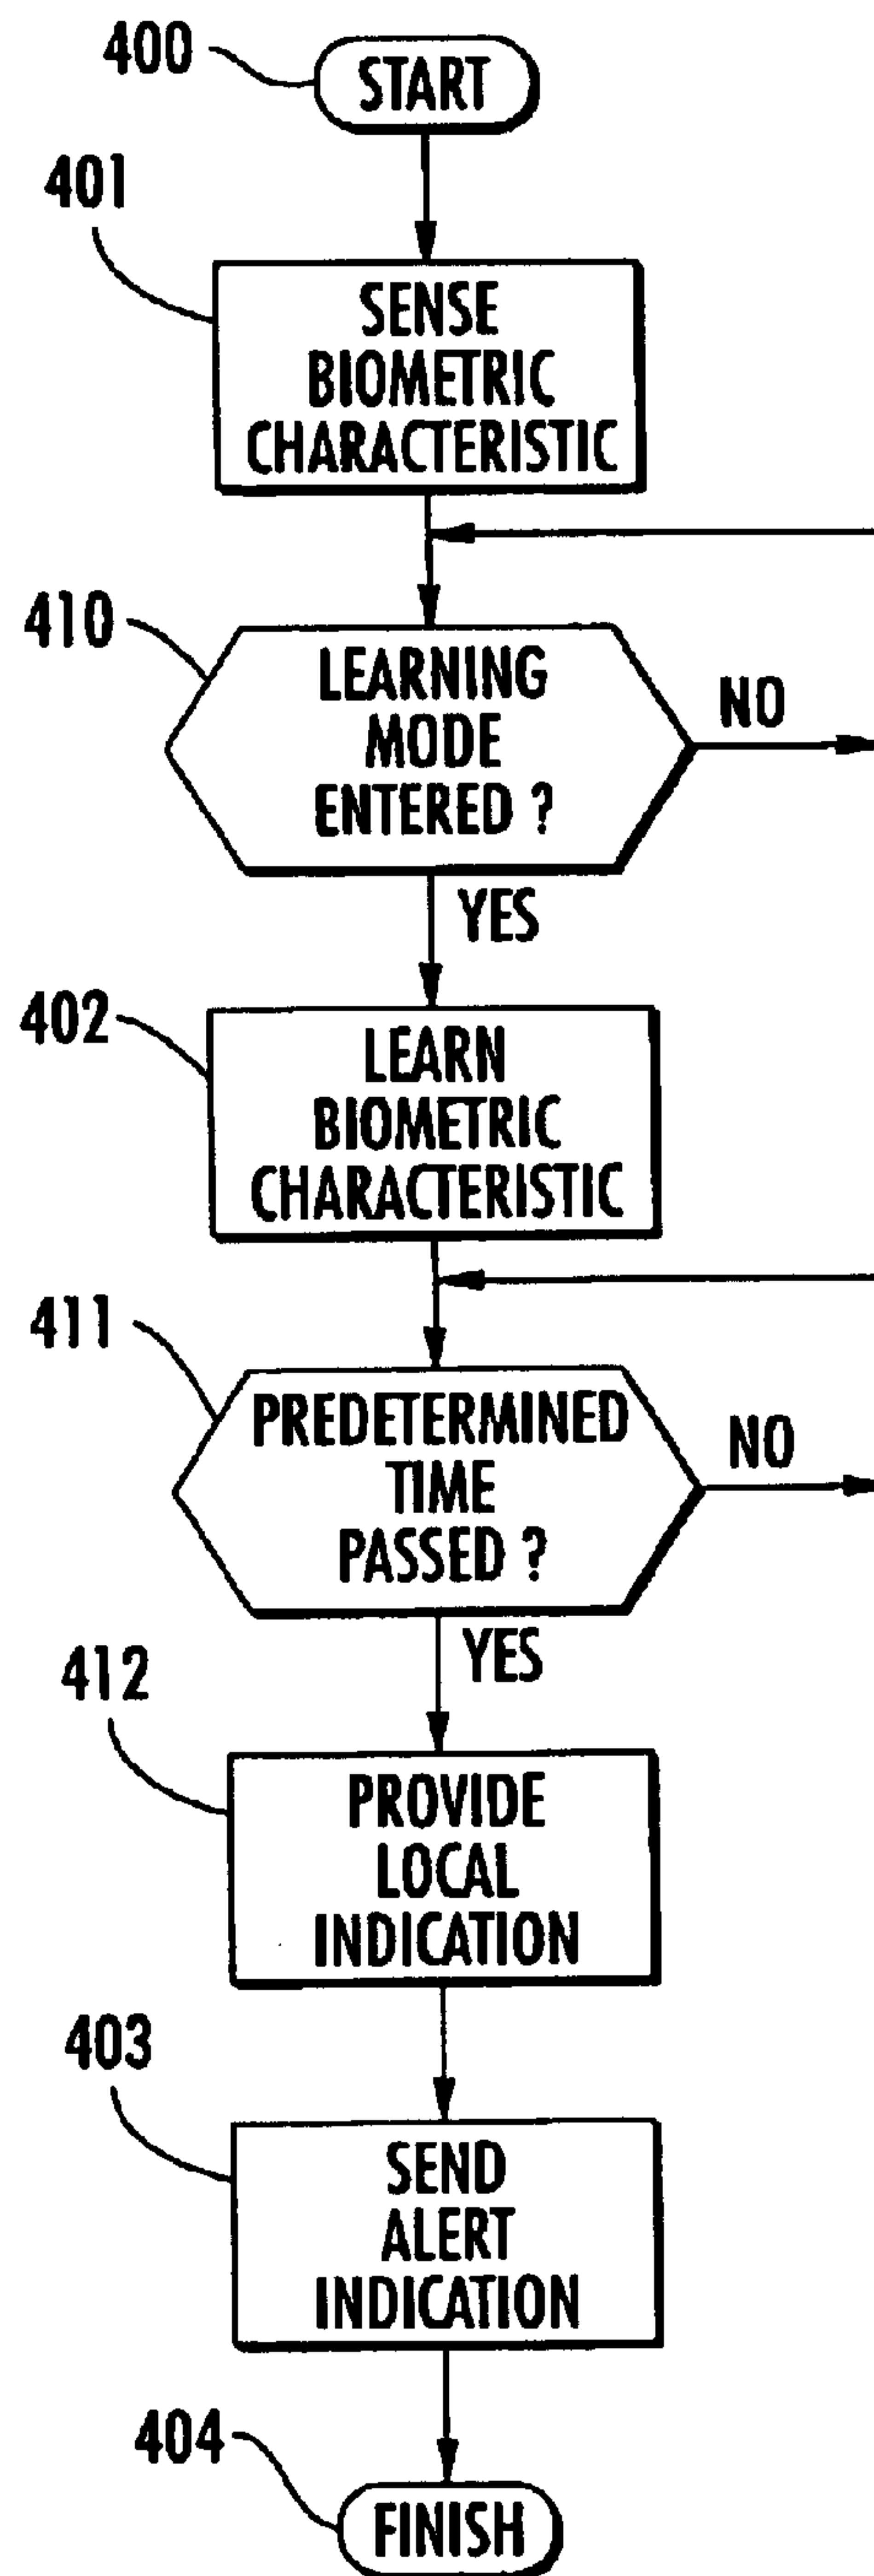 400
START
401
SENSE
BIOMETRIC
CHARACTERISTIC
410
LEARNING
MODE
ENTERED ?
NO
YES
402
LEARN
BIOMETRIC
CHARACTERISTIC
411
PREDETERMINED
TIME
PASSED ?
NO
YES
412
PROVIDE
LOCAL
INDICATION
403
SEND
ALERT
INDICATION
404
FINISH